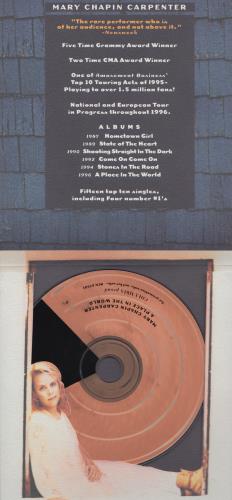 MARY CHAPIN CARPENTER
"The rare performer who is
of her audience, and not above it."
-Newsweek
Five Time Grammy Award Winner
Two Time CMA Award Winner
One of Amusement Business'
Top 10 Touring Acts of 1995-
Playing to over 1.5 million fans!
National and European Tour
in Progress throughout 1996.
ALBUMS
1987 Hometown Girl
1989 State Of The Heart
1990 Shooting Straight In The Dark
1992 Come On Come On
1994 Stones In The Road
1996 A Place In The World
Fifteen top ten singles,
including Four number #1's
MARY CHAPIN CARPENTER
A PLACE IN THE WORLD